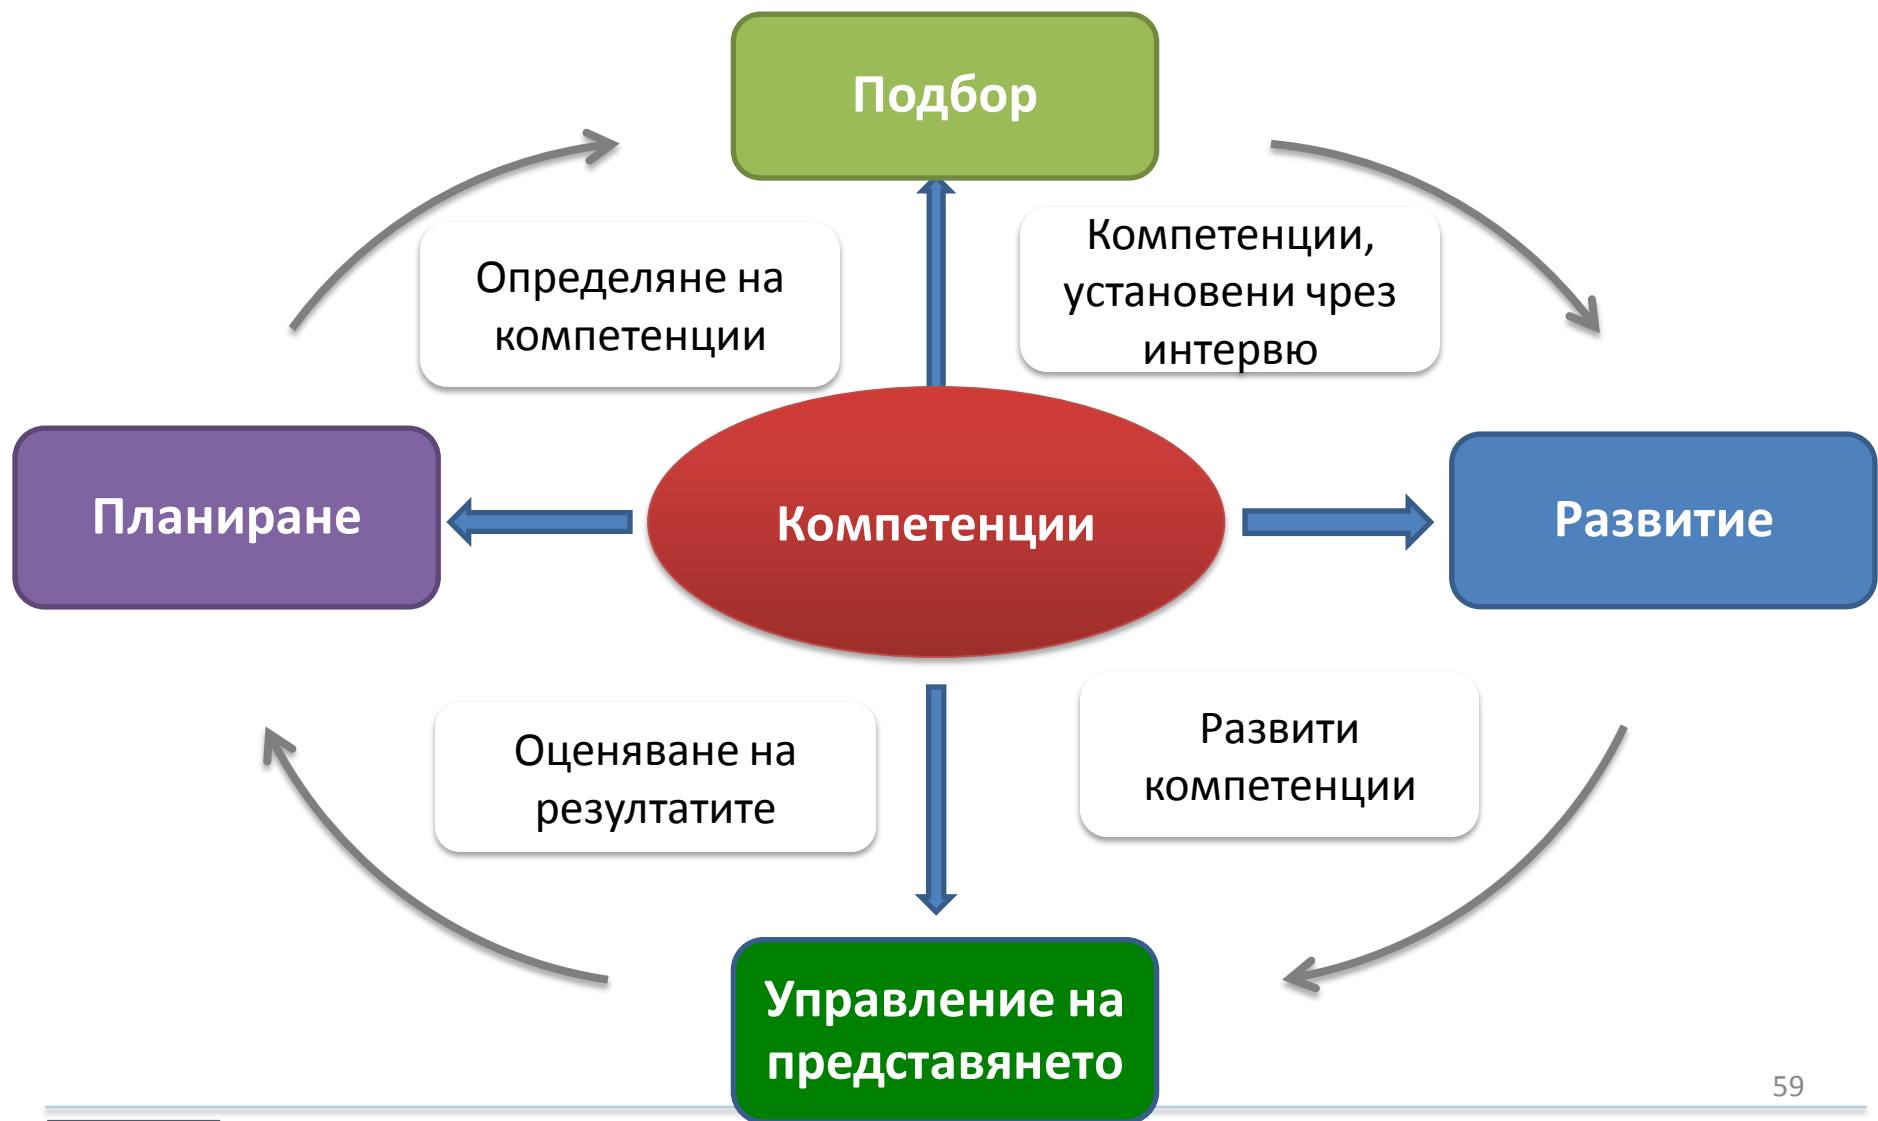 Подбор
Определяне на
компетенции
Компетенции,
установени чрез
интервю
Планиране
Компетенции
Развитие
Оценяване на
резултатите
Развити
компетенции
Управление на
представянето
59